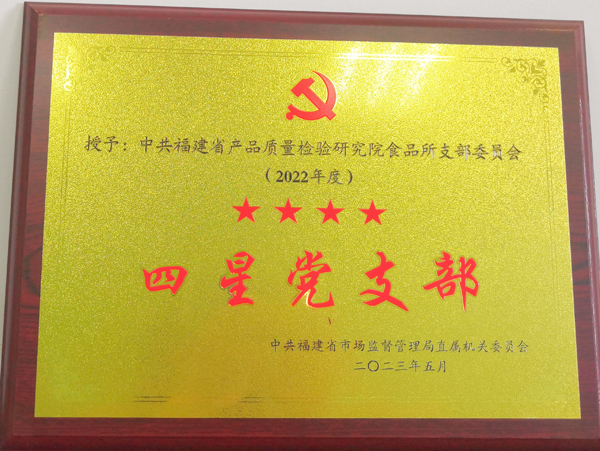 授予：中共福建省产品质量检验研究院食品所支部委员会
（2022年度）
★★★★
四星党支部
中共福建省市场监督管理局直属机关委员会
二〇二三年五月